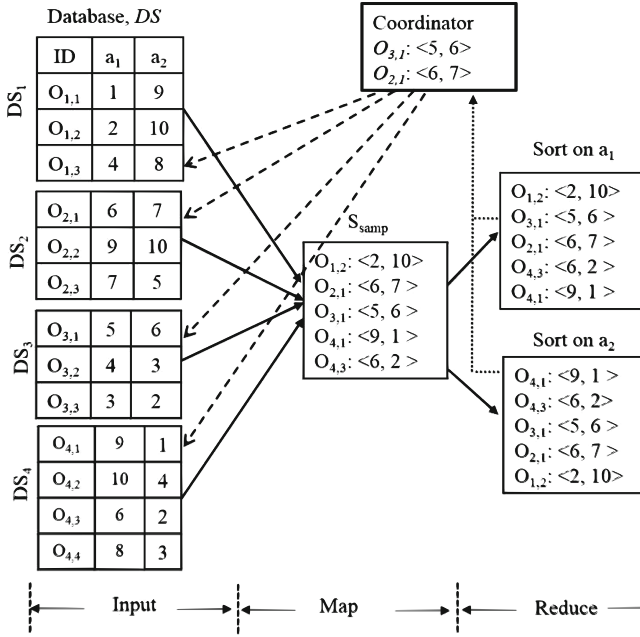 Database, DS
DS1
ID a1 a2
O1,1 1 9
O1,2 2 10
O1,3 4 8
DS2
O2,1 6 7
O2,2 9 10
O2,3 7 5
DS3
O3,1 5 6
O3,2 4 3
O3,3 3 2
DS4
O4,1 9 1
O4,2 10 4
O4,3 6 2
O4,4 8 3
Coordinator
O3,1: <5, 6>
O2,1: <6, 7>
Ssamp
O1,2: <2, 10>
O2,1: <6, 7 >
O3,1: <5, 6 >
O4,1: <9, 1 >
O4,3: <6, 2 >
Sort on a1
O1,2: <2, 10>
O3,1: <5, 6 >
O2,1: <6, 7 >
O4,3: <6, 2 >
O4,1: <9, 1 >
Sort on a2
O4,1: <9, 1 >
O4,3: <6, 2>
O3,1: <5, 6 >
O2,1: <6, 7 >
O1,2: <2, 10>
Input
Map
Reduce